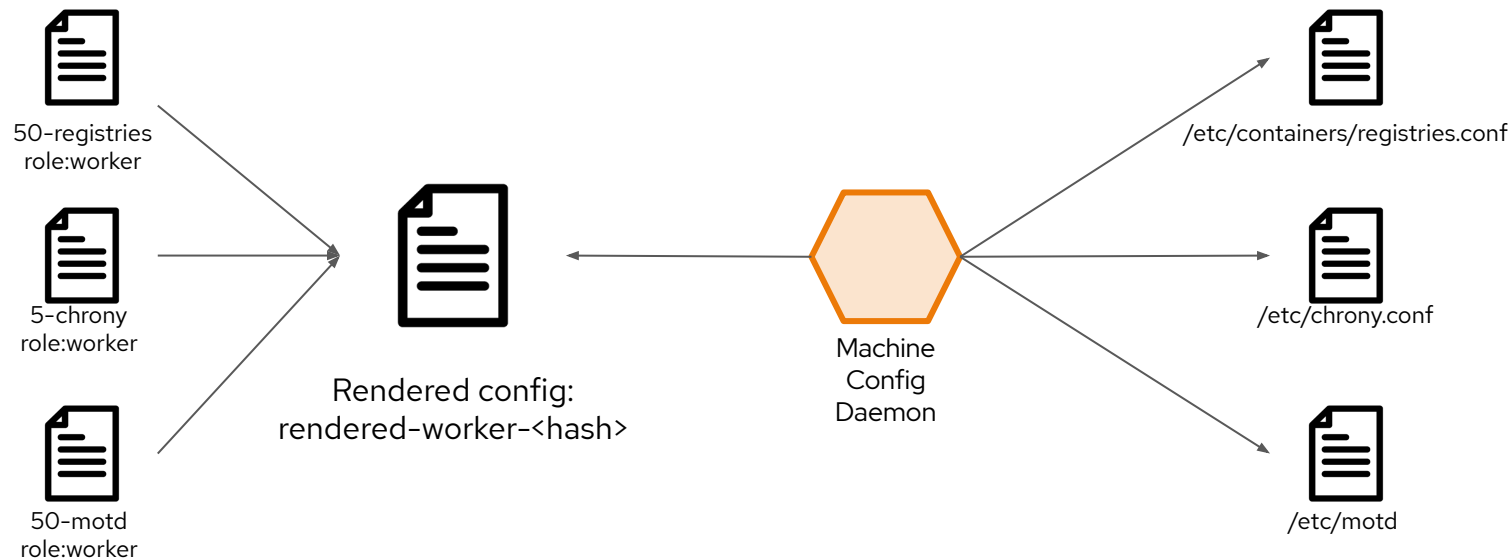 50-registries
role:worker
5-chrony
role:worker
50-motd
role:worker
Rendered config:
rendered-worker-<hash>
Machine
Config
Daemon
/etc/containers/registries.conf
/etc/chrony.conf
/etc/motd